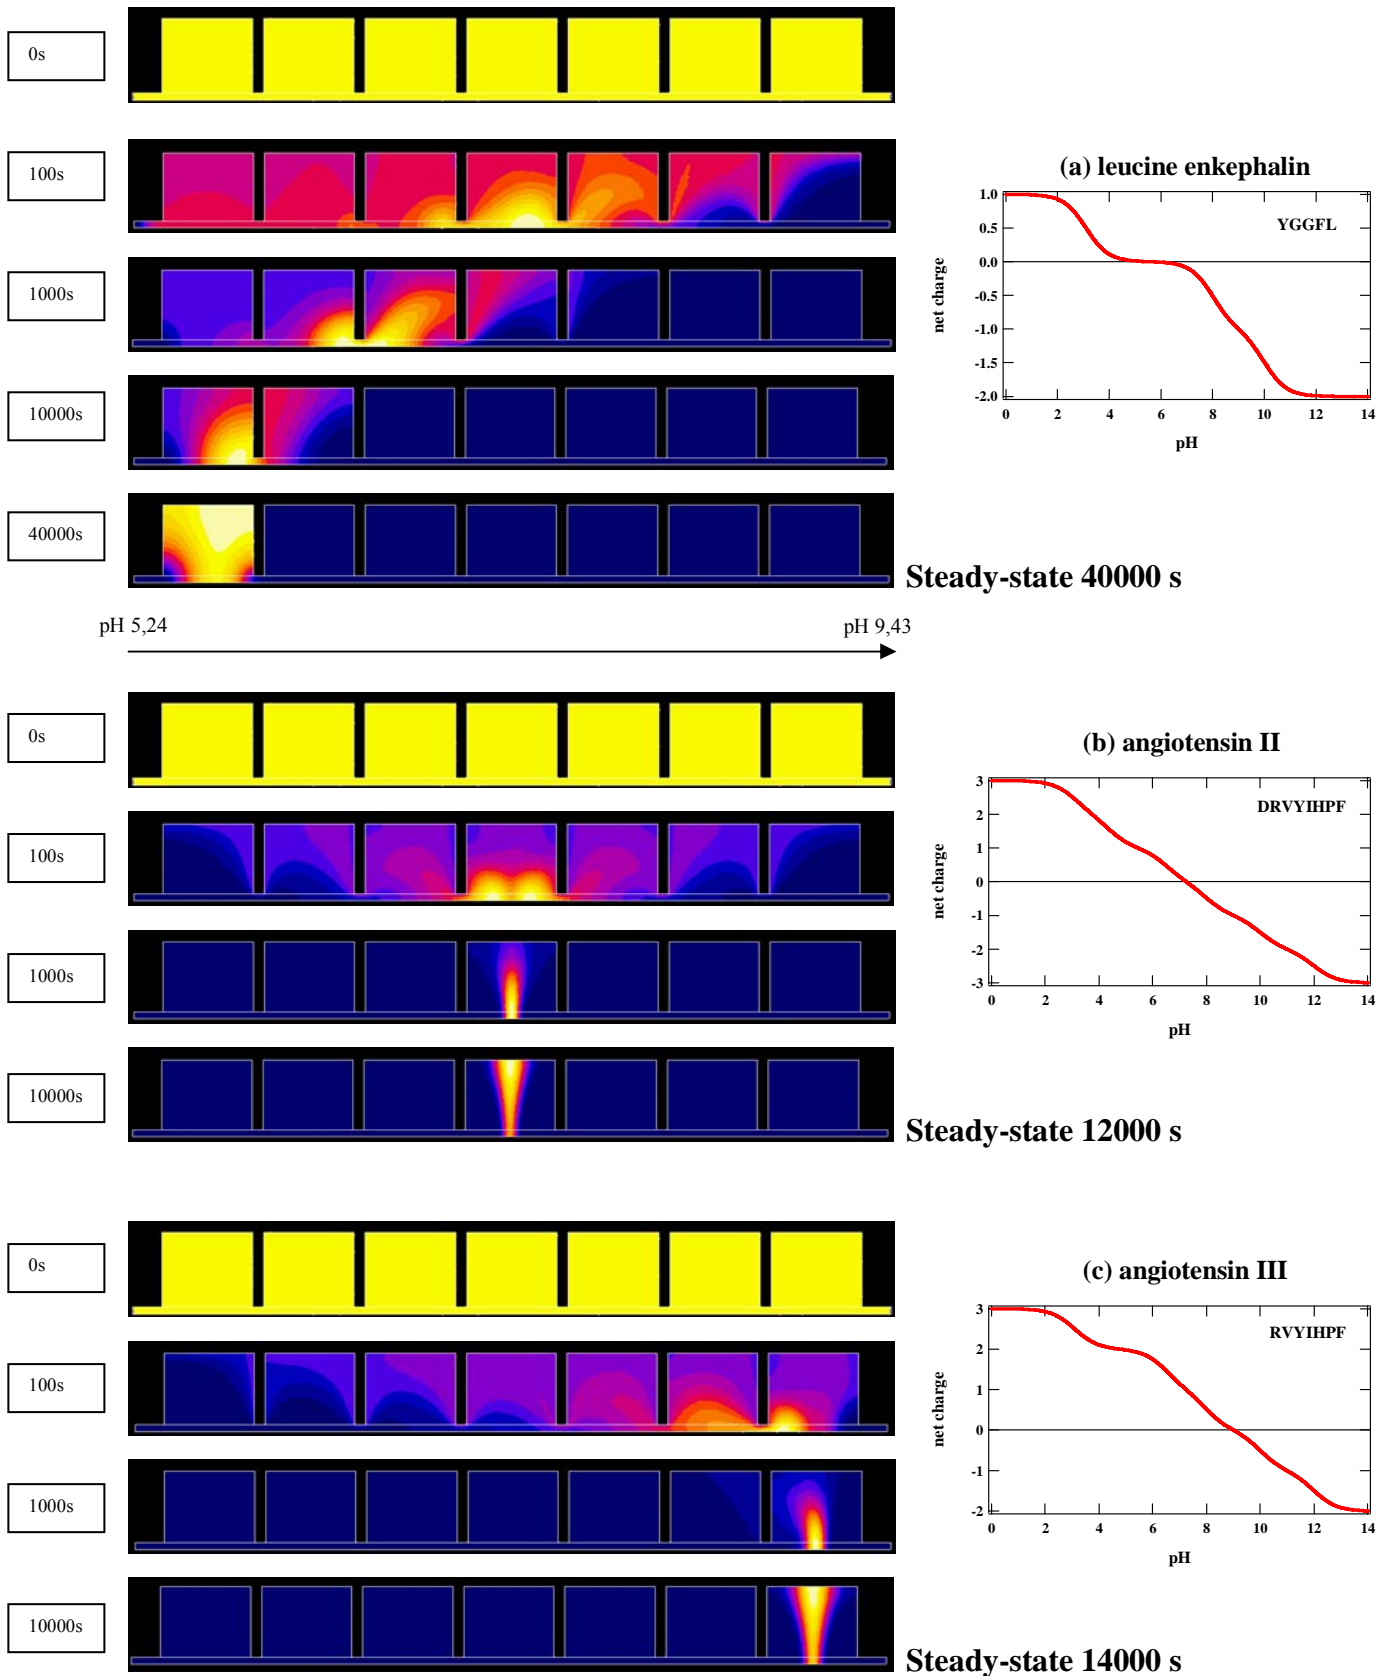 0s
100s
1000s
10000s
40000s
(a) leucine enkephalin
YGGFL
1.0
0.5
0.0
-0.5
-1.0
-1.5
-2.0
net charge
0 2 4 6 8 10 12 14
pH
Steady-state 40000 s
pH 5,24 pH 9,43
0s
100s
1000s
10000s
(b) angiotensin II
DRVYIHPF
3
2
1
0
-1
-2
-3
net charge
0 2 4 6 8 10 12 14
pH
Steady-state 12000 s
0s
100s
1000s
10000s
(c) angiotensin III
RVYIHPF
3
2
1
0
-1
-2
net charge
0 2 4 6 8 10 12 14
pH
Steady-state 14000 s